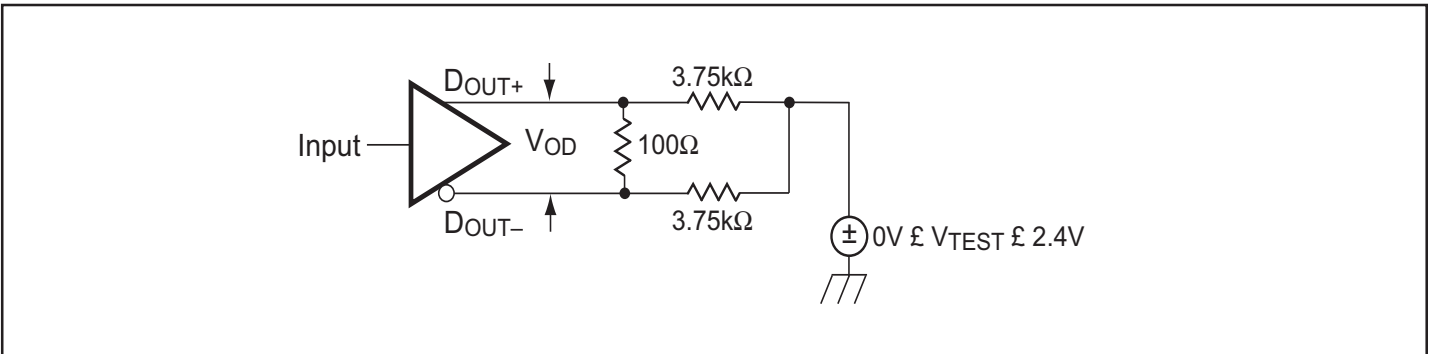 DOUT+
3.75kΩ
Input
VOD
100Ω
DOUT–
3.75kΩ
±
0V £ VTEST £ 2.4V